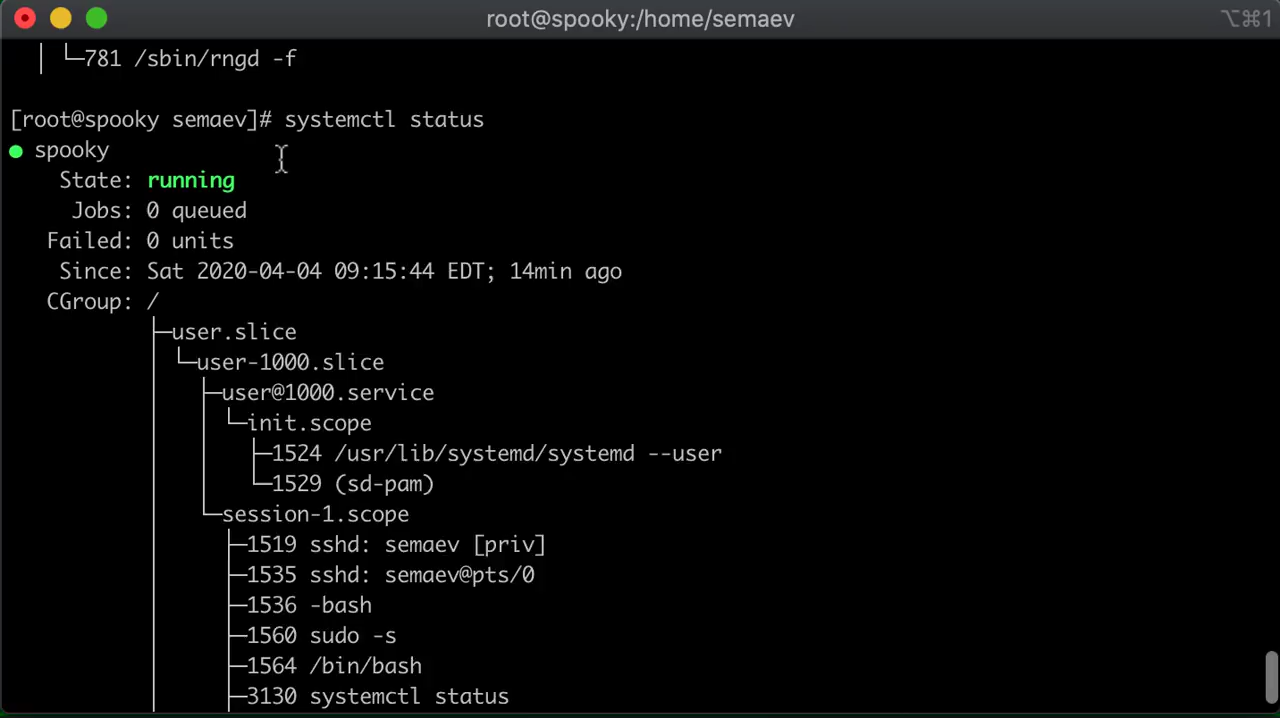 root@spooky:/home/semaev
⌥⌘1
│ └─781 /sbin/rngd -f
[root@spooky semaev]# systemctl status
● spooky
State: running
Jobs: 0 queued
Failed: 0 units
Since: Sat 2020-04-04 09:15:44 EDT; 14min ago
CGroup: /
├─user.slice
│ └─user-1000.slice
│   ├─user@1000.service
│   │ └─init.scope
│   │   ├─1524 /usr/lib/systemd/systemd --user
│   │   └─1529 (sd-pam)
│   └─session-1.scope
│     ├─1519 sshd: semaev [priv]
│     ├─1535 sshd: semaev@pts/0
│     ├─1536 -bash
│     ├─1560 sudo -s
│     ├─1564 /bin/bash
│     ├─3130 systemctl status